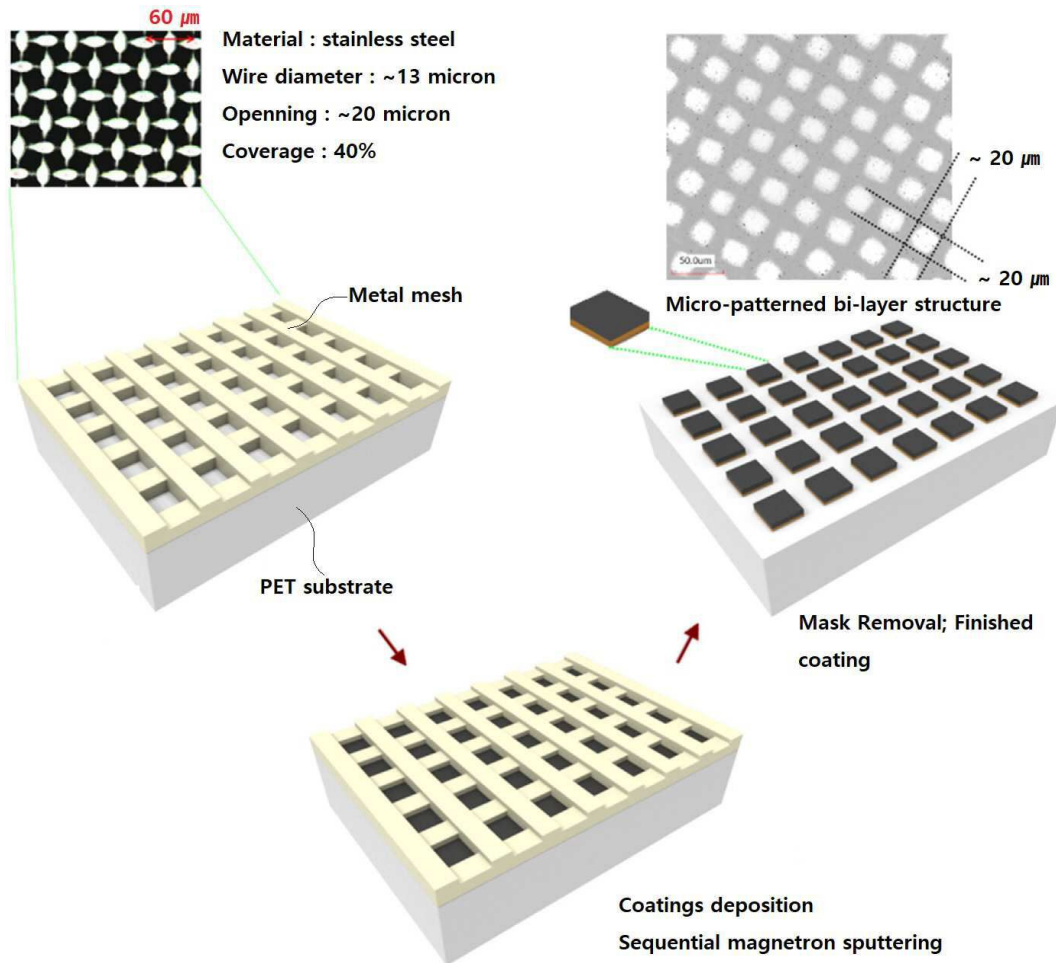 60 ㎛
Material : stainless steel
Wire diameter : ~13 micron
Openning : ~20 micron
Coverage : 40%
~ 20 ㎛
~ 20 ㎛
50.0um
Micro-patterned bi-layer structure
Metal mesh
PET substrate
Mask Removal; Finished
coating
Coatings deposition
Sequential magnetron sputtering